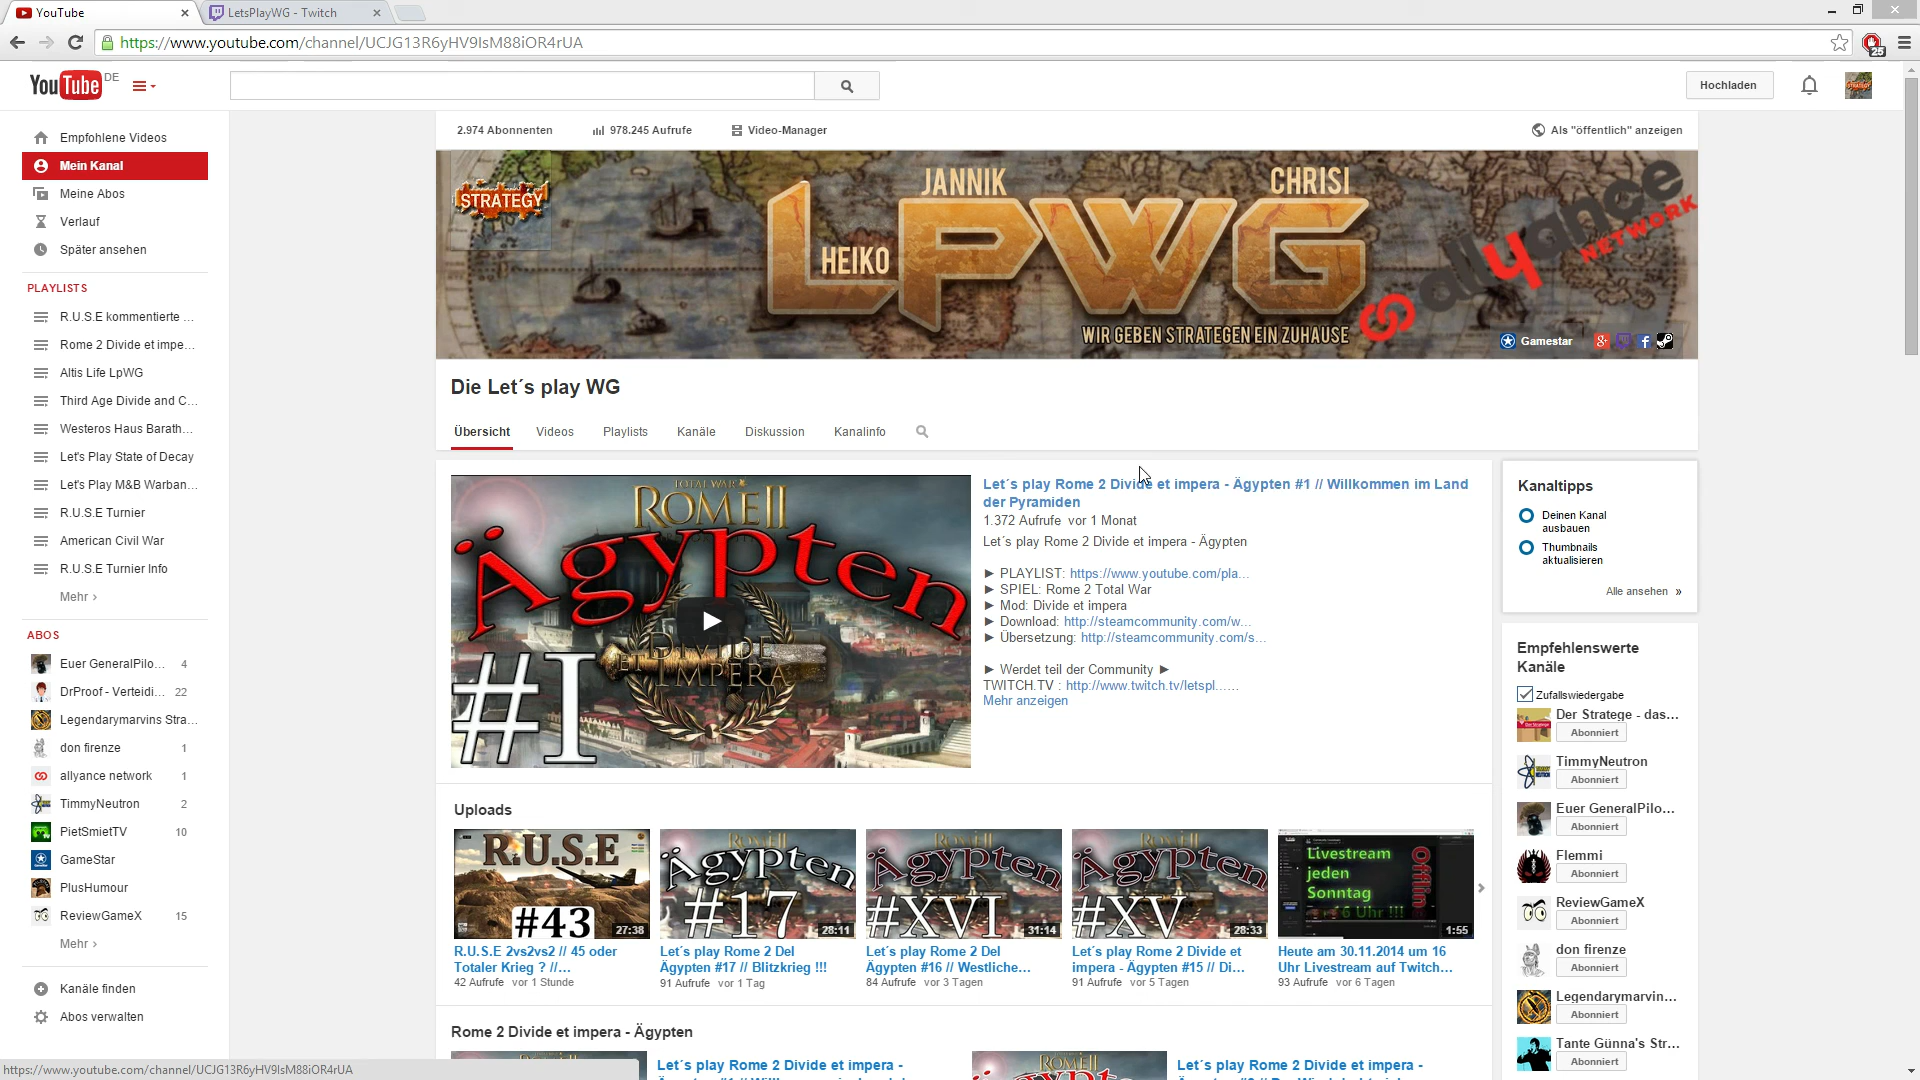 YouTube
LetsPlayWG - Twitch
https://www.youtube.com/channel/UCJG13R6yHV9IsM88iOR4rUA
25
YouTube DE
Hochladen
Empfohlene Videos
Mein Kanal
Meine Abos
Verlauf
Später ansehen
PLAYLISTS
R.U.S.E kommentierte ...
Rome 2 Divide et impe...
Altis Life LpWG
Third Age Divide and C...
Westeros Haus Barath...
Let's Play State of Decay
Let's Play M&B Warban...
R.U.S.E Turnier
American Civil War
R.U.S.E Turnier Info
Mehr ›
ABOS
Euer GeneralPilo... 4
DrProof - Verteidi... 22
Legendarymarvins Stra...
don firenze 1
allyance network 1
TimmyNeutron 2
PietSmietTV 10
GameStar
PlusHumour
ReviewGameX 15
Mehr ›
Kanäle finden
Abos verwalten
https://www.youtube.com/channel/UCJG13R6yHV9IsM88iOR4rUA
2.974 Abonnenten
978.245 Aufrufe
Video-Manager
Als "öffentlich" anzeigen
STRATEGY
JANNIK
CHRISI
HEIKO
LPWG
WIR GEBEN STRATEGEN EIN ZUHAUSE
allyance
NETWORK
Gamestar
Die Let´s play WG
Übersicht
Videos
Playlists
Kanäle
Diskussion
Kanalinfo
TOTAL WAR
ROME II
Ägypten
DIVIDE
ET IMPERA
#I
Let´s play Rome 2 Divide et impera - Ägypten #1 // Willkommen im Land
der Pyramiden
1.372 Aufrufe vor 1 Monat
Let´s play Rome 2 Divide et impera - Ägypten
► PLAYLIST: https://www.youtube.com/pla...
► SPIEL: Rome 2 Total War
► Mod: Divide et impera
► Download: http://steamcommunity.com/w...
► Übersetzung: http://steamcommunity.com/s...
► Werdet teil der Community ►
TWITCH.TV : http://www.twitch.tv/letspl......
Mehr anzeigen
Uploads
R.U.S.E
#43
27:38
R.U.S.E 2vs2vs2 // 45 oder
Totaler Krieg ? //...
42 Aufrufe vor 1 Stunde
ROME II
Ägypten
#17
28:11
Let´s play Rome 2 Del
Ägypten #17 // Blitzkrieg !!!
91 Aufrufe vor 1 Tag
ROME II
Ägypten
#XVI
31:14
Let´s play Rome 2 Del
Ägypten #16 // Westliche...
84 Aufrufe vor 3 Tagen
ROME II
Ägypten
#XV
28:33
Let´s play Rome 2 Divide et
impera - Ägypten #15 // Di...
91 Aufrufe vor 5 Tagen
Livestream
jeden
Sonntag
16 Uhr !!!
Offlin
1:55
Heute am 30.11.2014 um 16
Uhr Livestream auf Twitch...
93 Aufrufe vor 6 Tagen
Rome 2 Divide et impera - Ägypten
Let´s play Rome 2 Divide et impera -
ROME II
Let´s play Rome 2 Divide et impera -
Kanaltipps
Deinen Kanal
ausbauen
Thumbnails
aktualisieren
Alle ansehen »
Empfehlenswerte
Kanäle
Zufallswiedergabe
Der Stratege - das...
Abonniert
TimmyNeutron
Abonniert
Euer GeneralPilo...
Abonniert
Flemmi
Abonniert
ReviewGameX
Abonniert
don firenze
Abonniert
Legendarymarvin...
Abonniert
Tante Günna's Str...
Abonniert